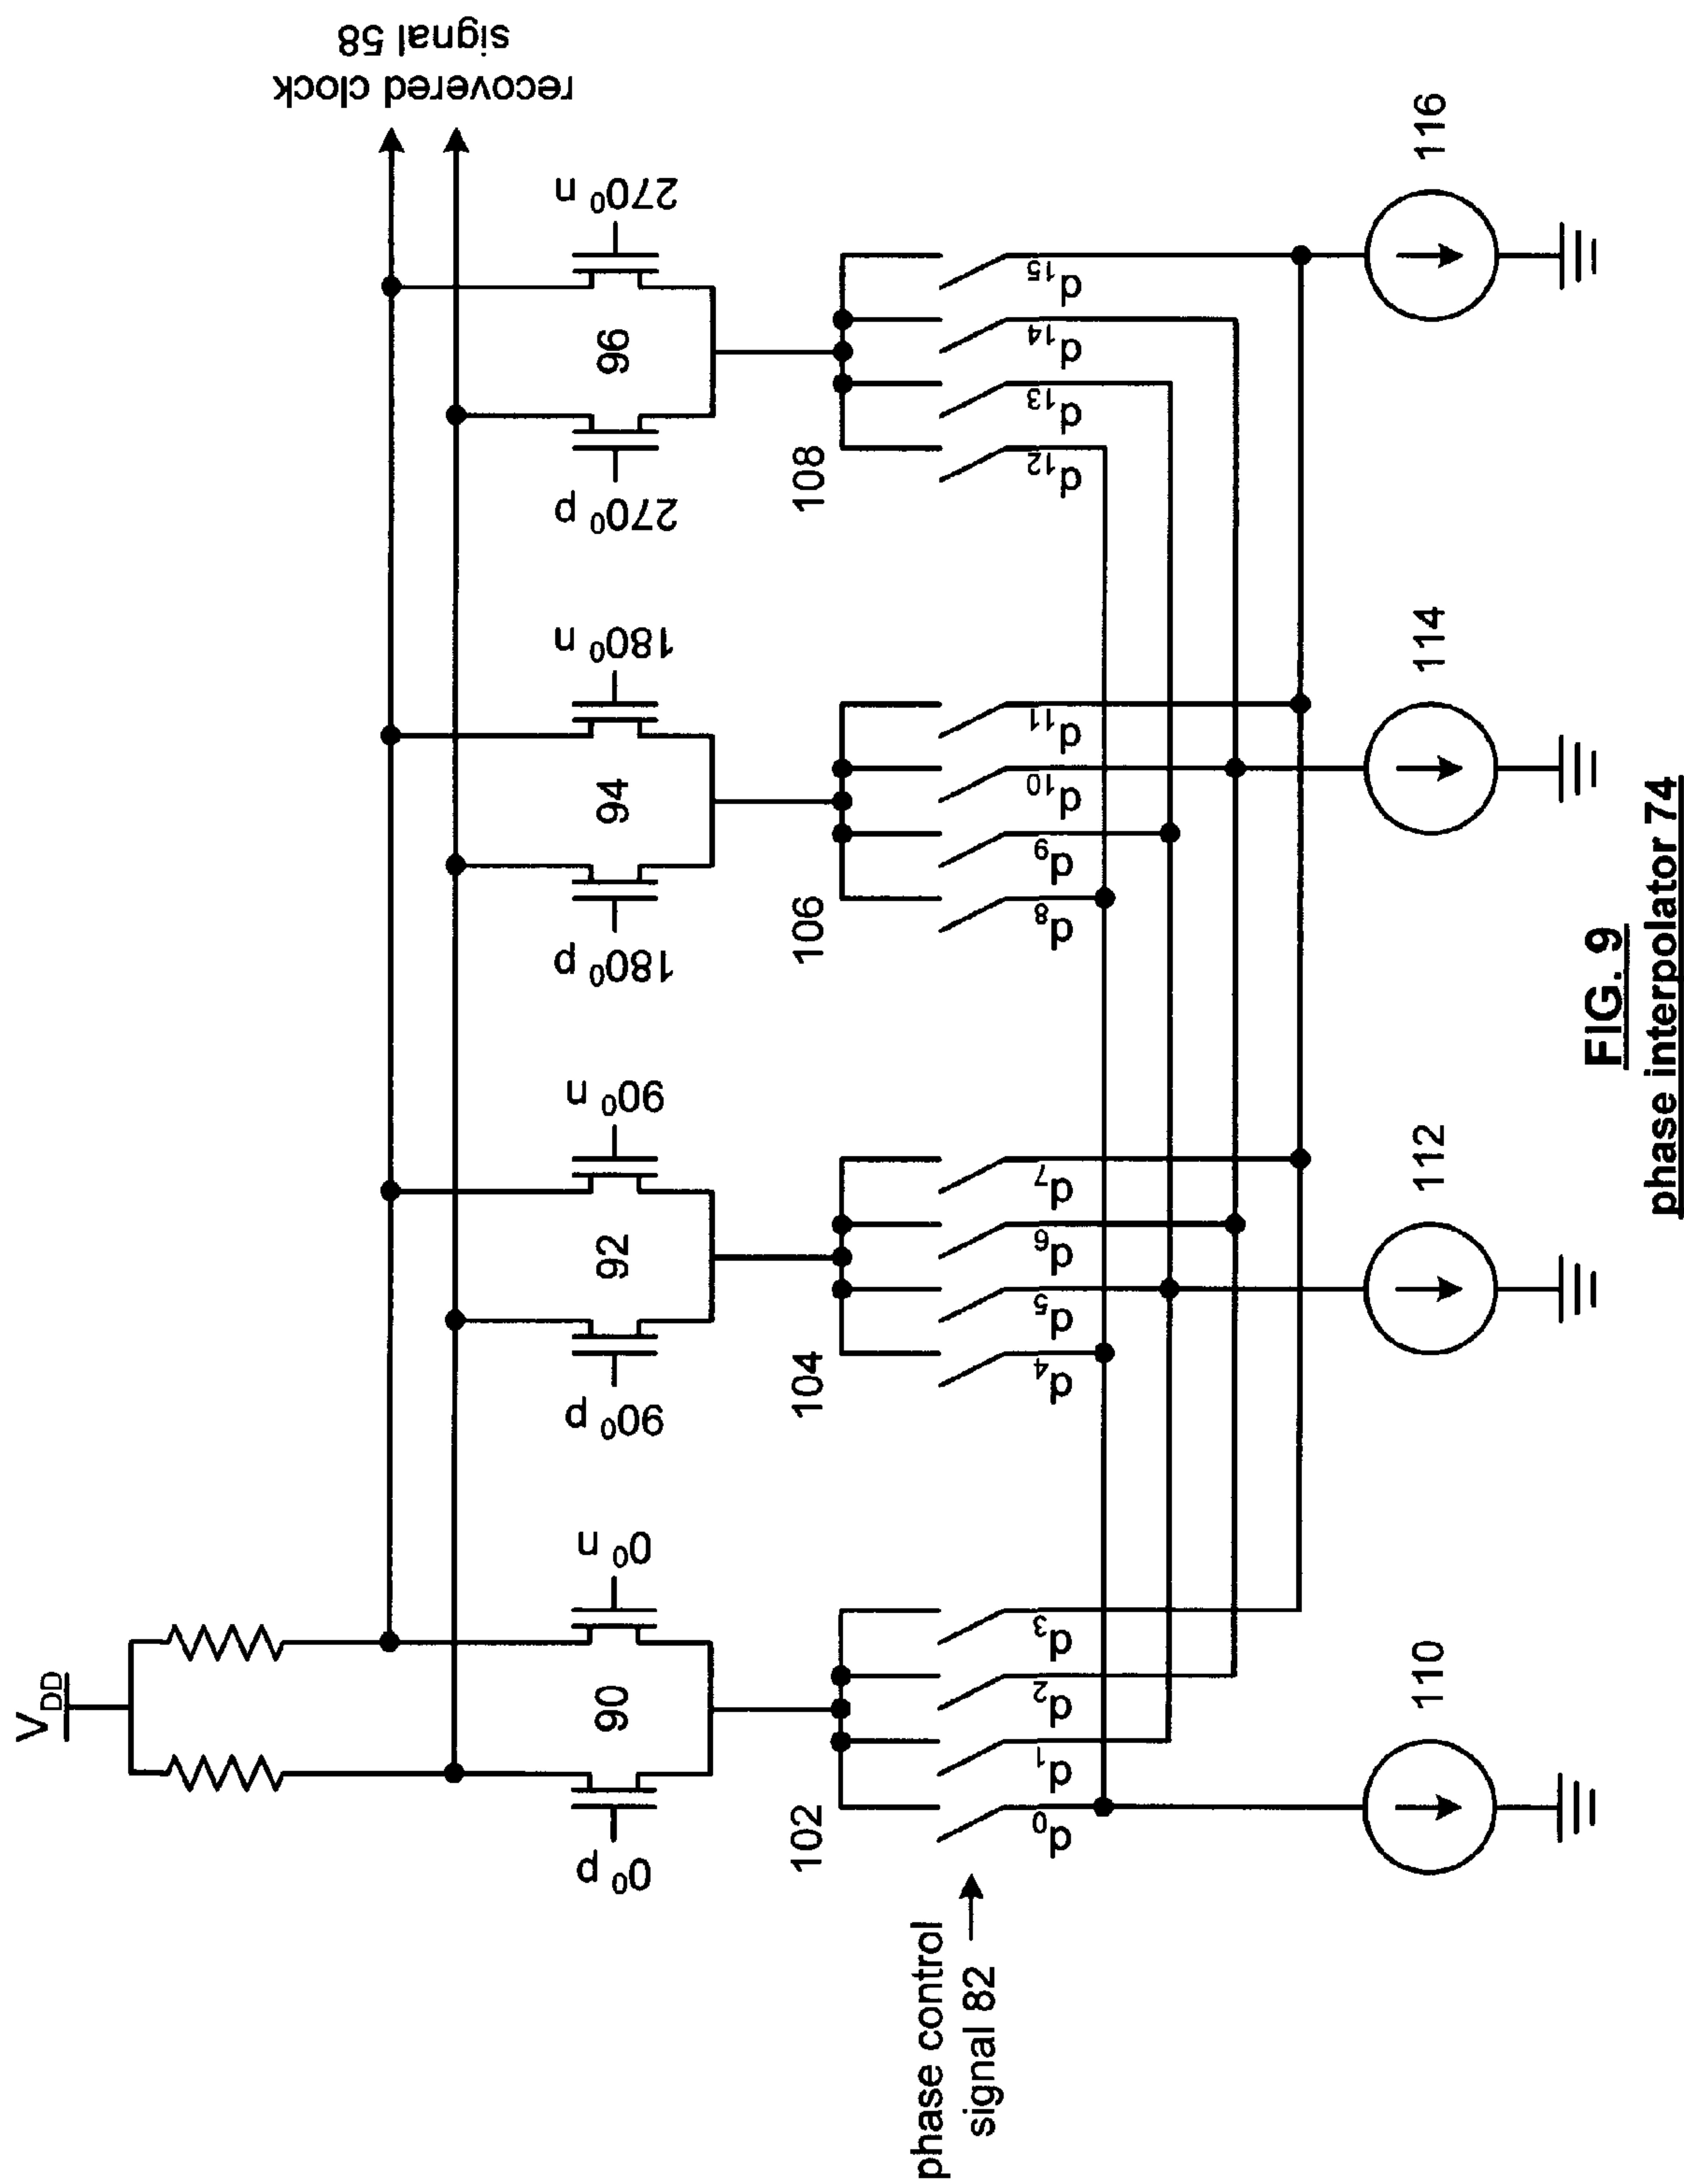 V_DD
recovered clock
signal 58
0⁰ p
90
0⁰ n
90⁰ p
92
90⁰ n
180⁰ p
94
180⁰ n
270⁰ p
96
270⁰ n
102
104
106
108
phase control
signal 82
d₀
d₁
d₂
d₃
d₄
d₅
d₆
d₇
d₈
d₉
d₁₀
d₁₁
d₁₂
d₁₃
d₁₄
d₁₅
110
112
114
116
FIG. 9
phase interpolator 74